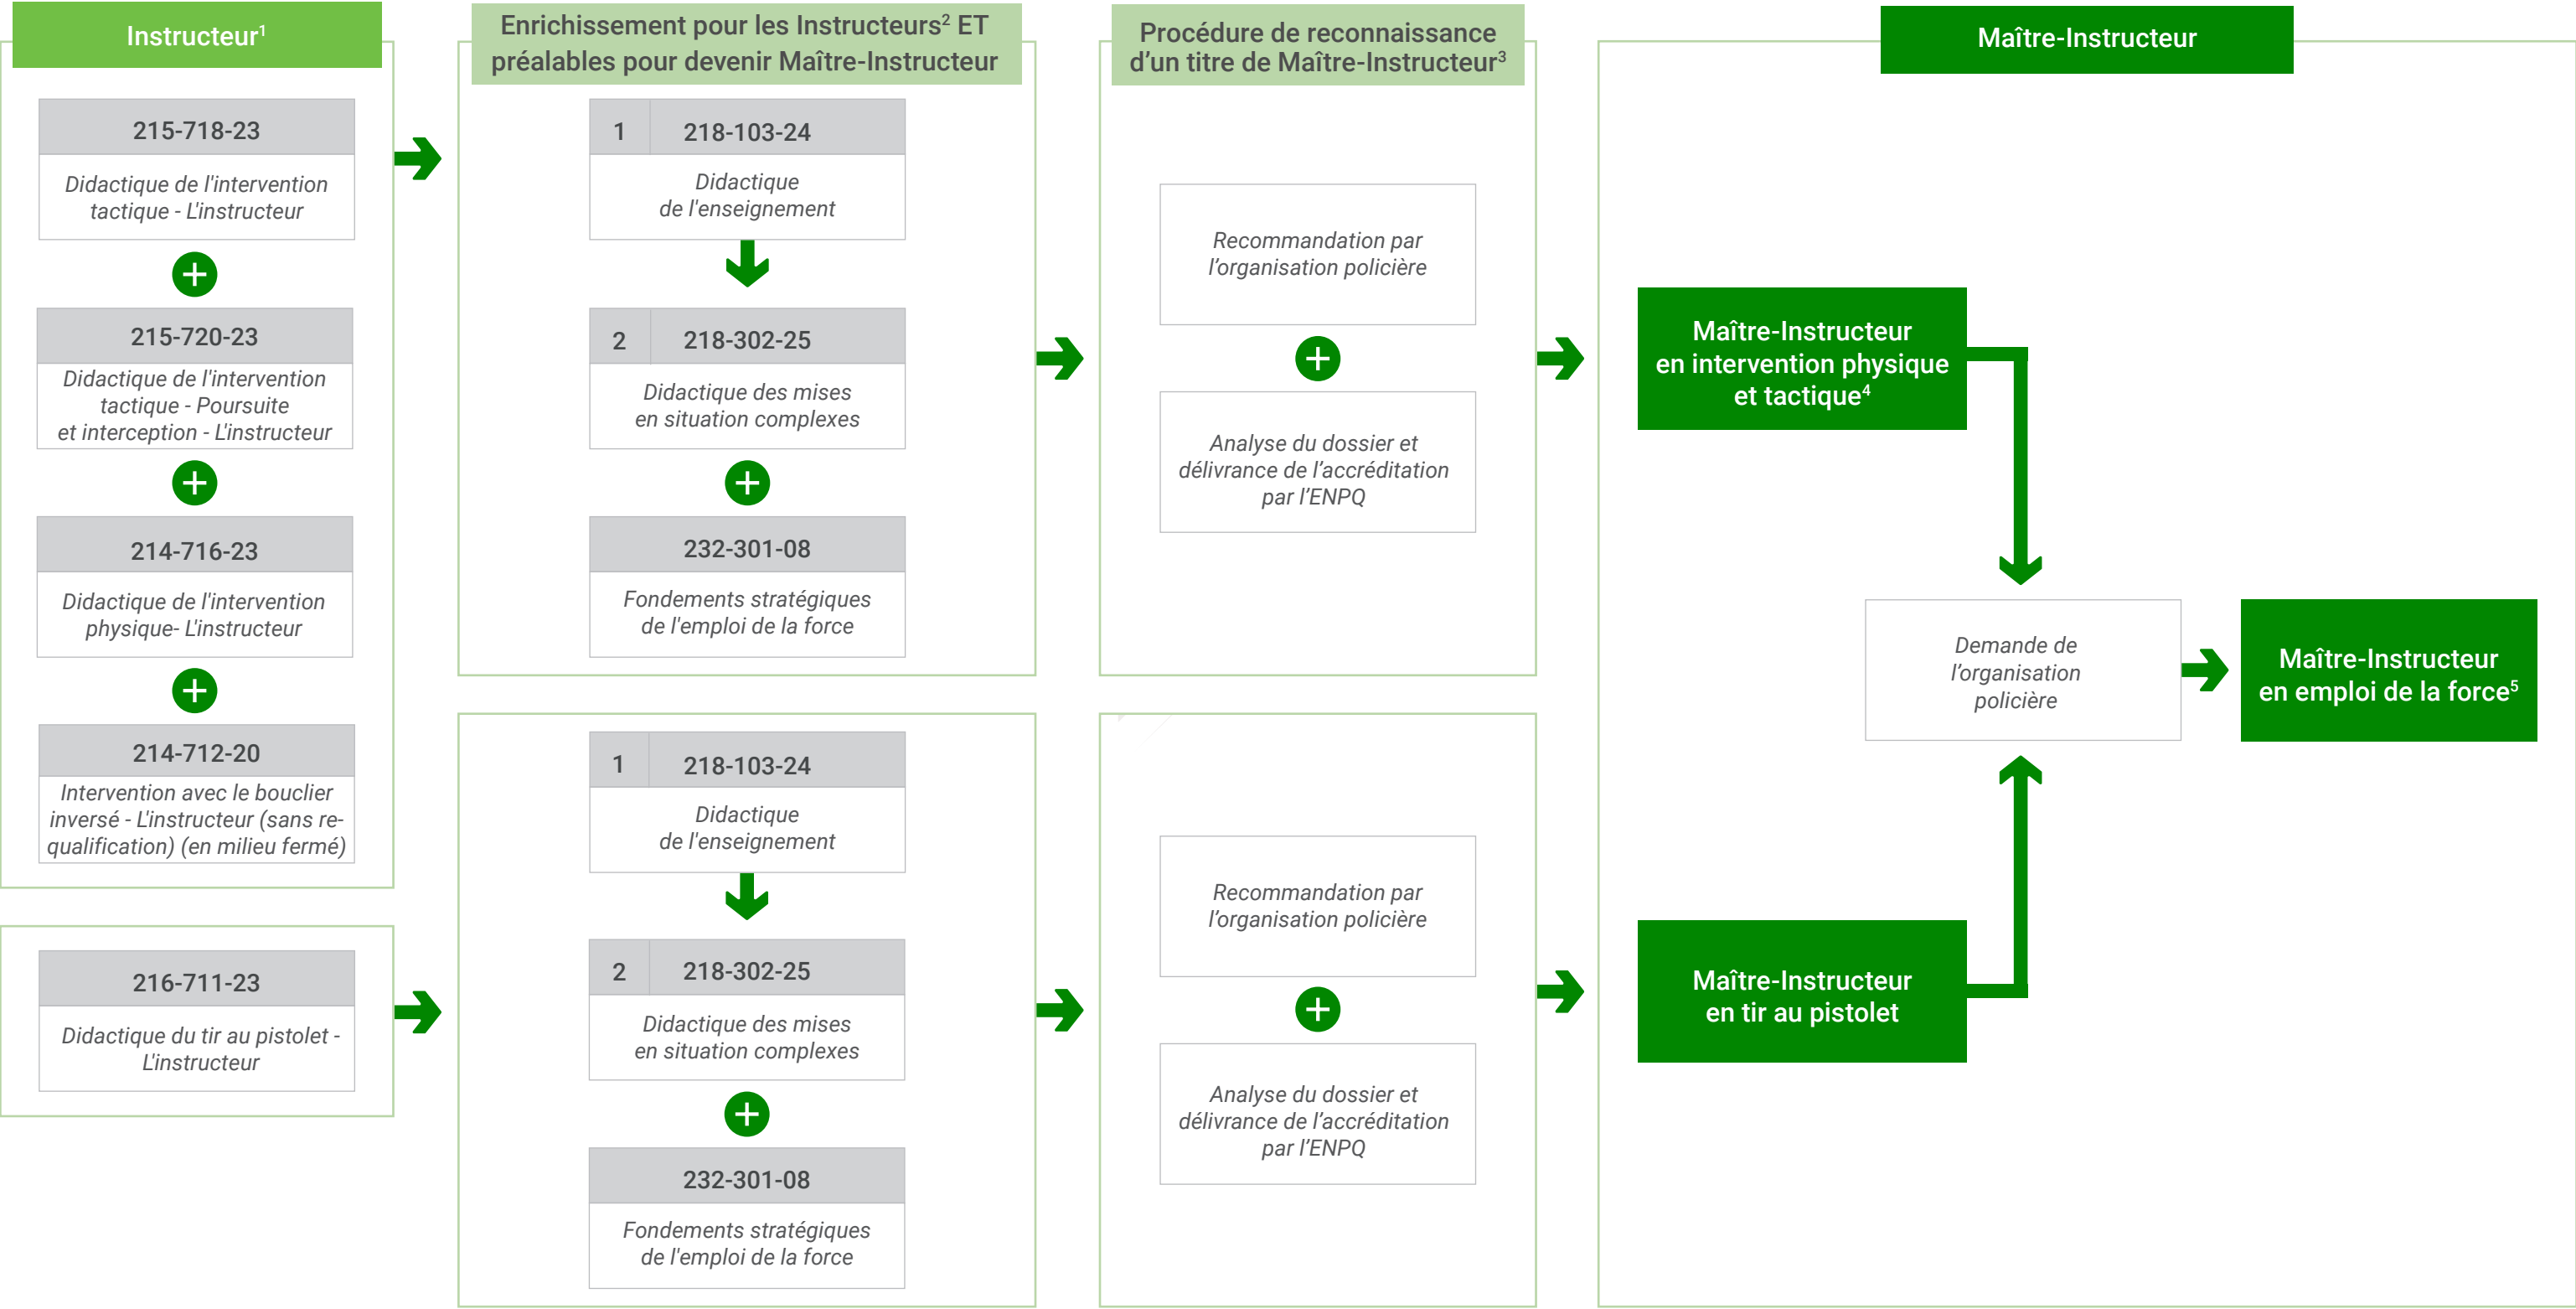 Instructeur¹
215-718-23
Didactique de l'intervention
tactique - L'instructeur
215-720-23
Didactique de l'intervention
tactique - Poursuite
et interception - L'instructeur
214-716-23
Didactique de l'intervention
physique- L'instructeur
214-712-20
Intervention avec le bouclier
inversé - L'instructeur (sans re-
qualification) (en milieu fermé)
216-711-23
Didactique du tir au pistolet -
L'instructeur
Enrichissement pour les Instructeurs² ET
préalables pour devenir Maître-Instructeur
1 218-103-24
Didactique
de l'enseignement
2 218-302-25
Didactique des mises
en situation complexes
232-301-08
Fondements stratégiques
de l'emploi de la force
1 218-103-24
Didactique
de l'enseignement
2 218-302-25
Didactique des mises
en situation complexes
232-301-08
Fondements stratégiques
de l'emploi de la force
Procédure de reconnaissance
d’un titre de Maître-Instructeur³
Recommandation par
l’organisation policière
Analyse du dossier et
délivrance de l’accréditation
par l’ENPQ
Recommandation par
l’organisation policière
Analyse du dossier et
délivrance de l’accréditation
par l’ENPQ
Maître-Instructeur
Maître-Instructeur
en intervention physique
et tactique⁴
Demande de
l’organisation
policière
Maître-Instructeur
en emploi de la force⁵
Maître-Instructeur
en tir au pistolet